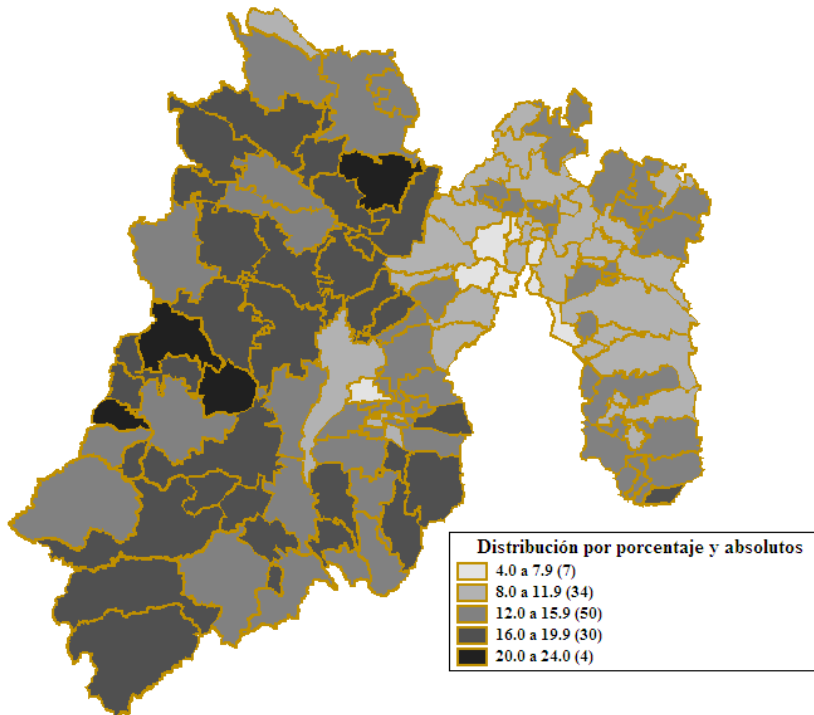 Distribución por porcentaje y absolutos
4.0 a 7.9 (7)
8.0 a 11.9 (34)
12.0 a 15.9 (50)
16.0 a 19.9 (30)
20.0 a 24.0 (4)